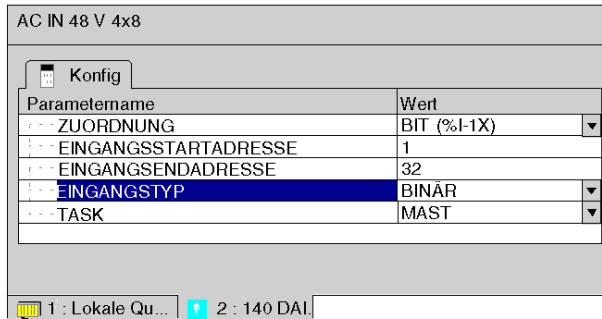 AC IN 48 V 4x8
Konfig
Parametername Wert
ZUORDNUNG BIT (%I-1X)
EINGANGSSTARTADRESSE 1
EINGANGSENDADRESSE 32
EINGANGSTYP BINÄR
TASK MAST
1 : Lokale Qu... 2 : 140 DAI.